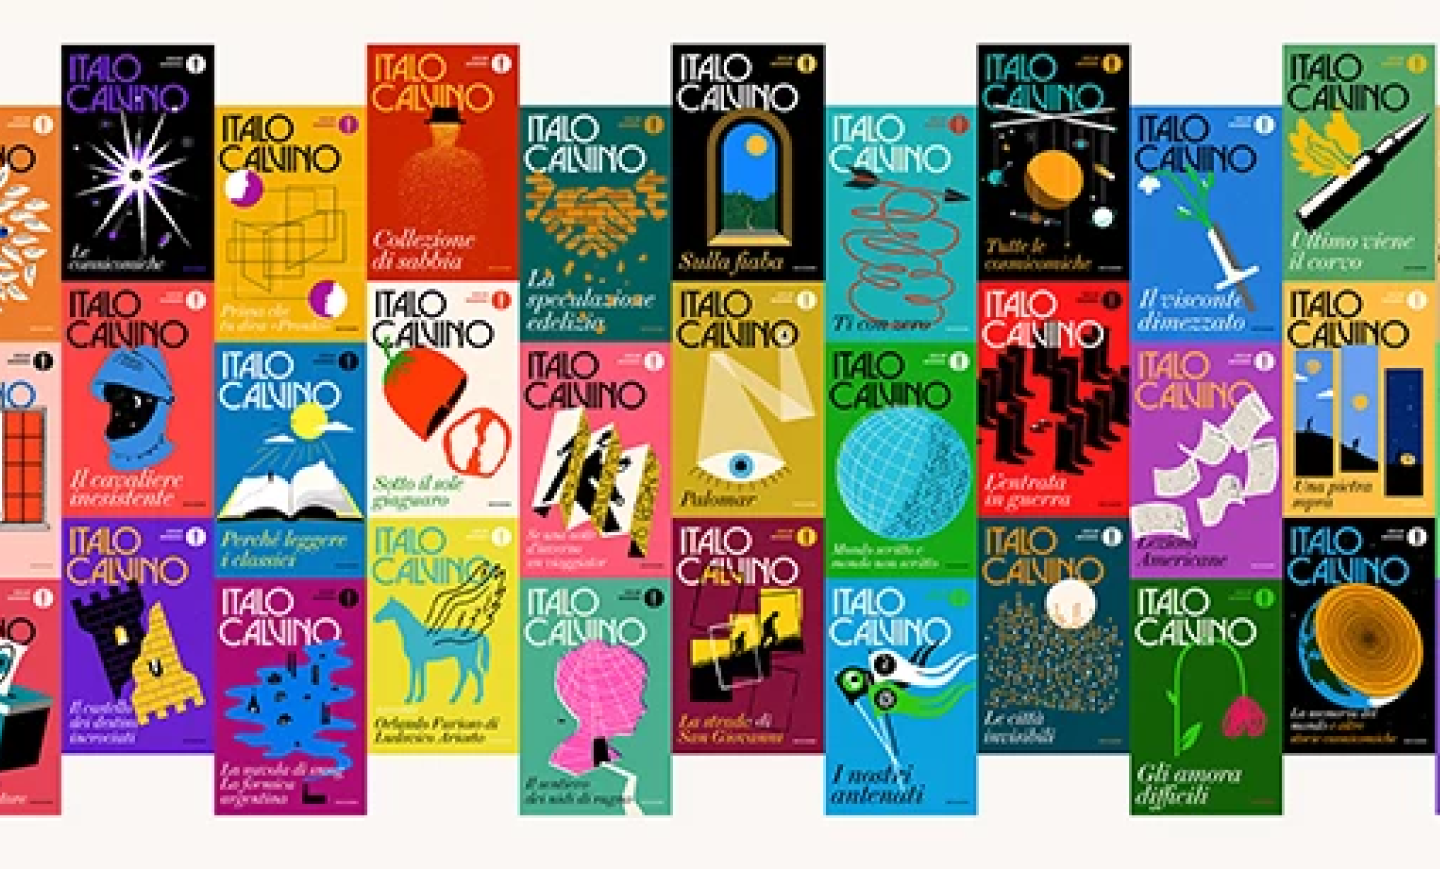 ITALO
CALVINO
Le
cosmicomiche
ITALO
CALVINO
Il cavaliere
inesistente
ITALO
CALVINO
Il castello
dei destini
incrociati
ITALO
CALVINO
Prima che
tu dica «Pronto»
ITALO
CALVINO
Perché leggere
i classici
ITALO
CALVINO
La nuvola di smog
La formica
argentina
ITALO
CALVINO
Collezione
di sabbia
ITALO
CALVINO
Sotto il sole
giaguaro
ITALO
CALVINO
Orlando Furioso di
Ludovico Ariosto
ITALO
CALVINO
La
speculazione
edelizia
ITALO
CALVINO
Se una notte
d'inverno
un viaggiatore
ITALO
CALVINO
Il sentiero
dei nidi di ragno
ITALO
CALVINO
Sulla fiaba
ITALO
CALVINO
Palomar
ITALO
CALVINO
La strada di
San Giovanni
ITALO
CALVINO
Ti con zero
ITALO
CALVINO
Mondo scritto e
mondo non scritto
ITALO
CALVINO
I nostri
antenati
ITALO
CALVINO
Tutte le
cosmicomiche
ITALO
CALVINO
L'entrata
in guerra
ITALO
CALVINO
Le città
invisibili
ITALO
CALVINO
Il visconte
dimezzato
ITALO
CALVINO
Lezioni
Americane
ITALO
CALVINO
Gli amora
difficili
ITALO
CALVINO
Ultimo viene
il corvo
ITALO
CALVINO
Una pietra
sopra
ITALO
CALVINO
La memoria del
mondo e altre
storie cosmicomiche